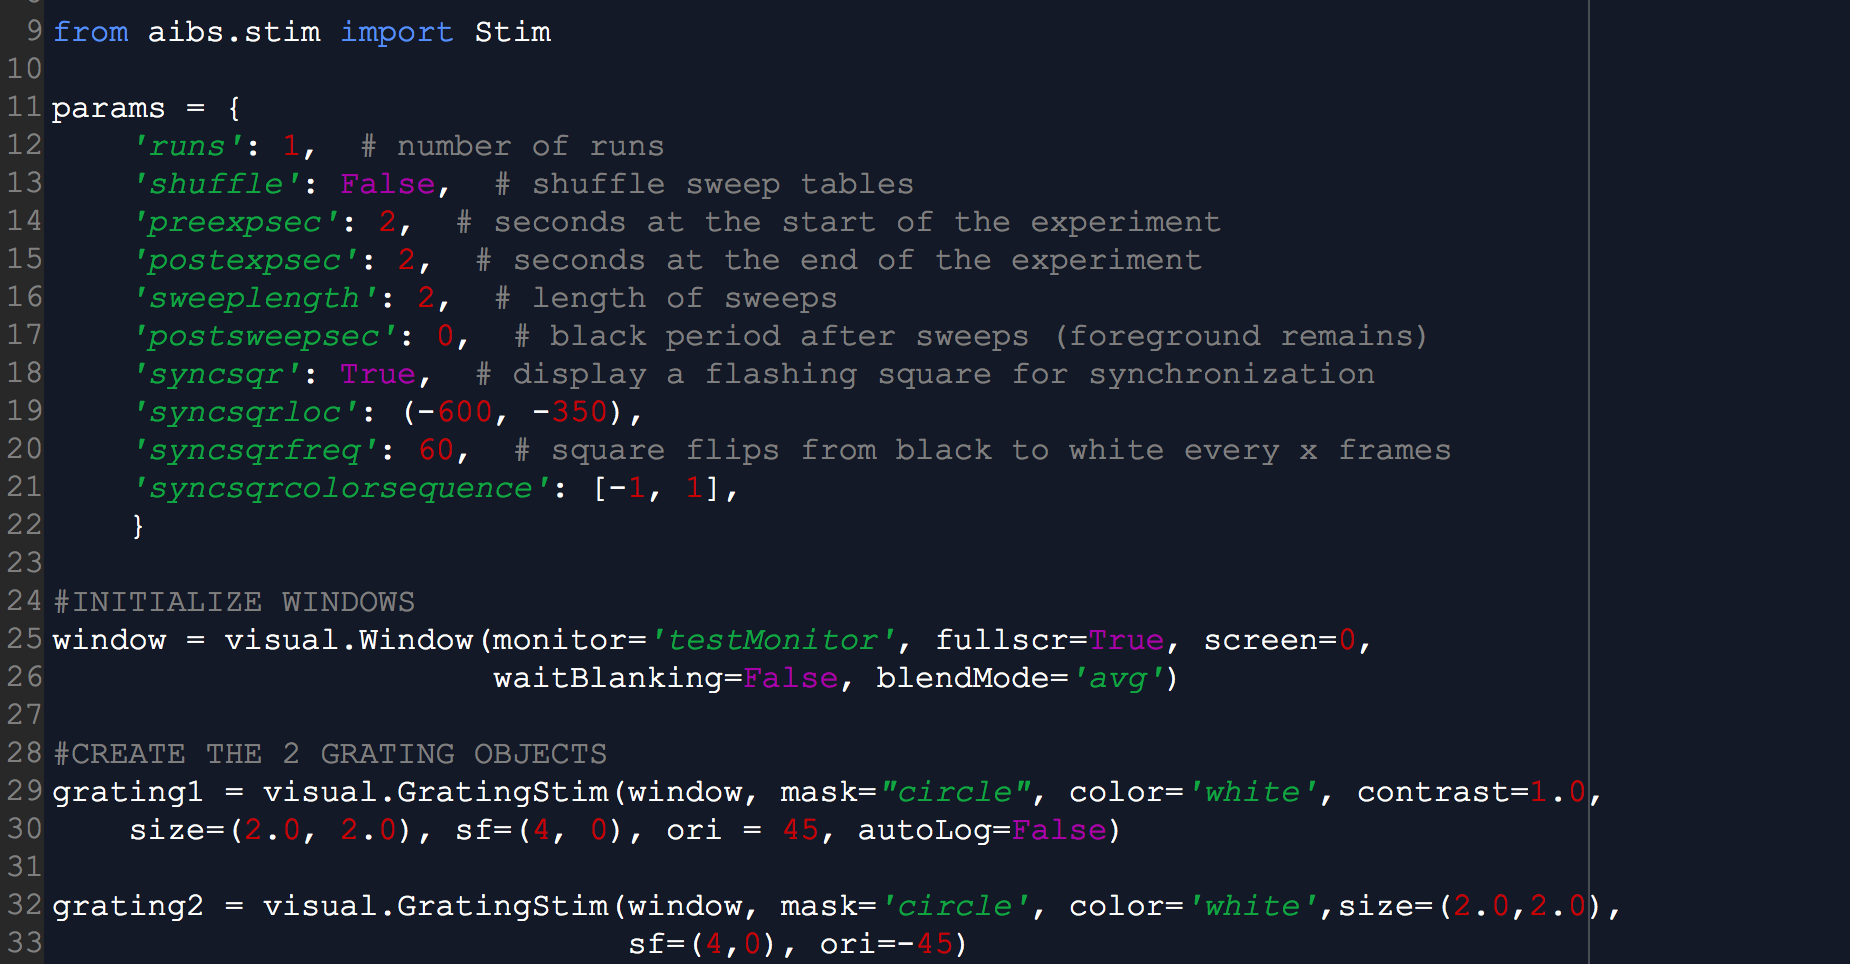 9 from aibs.stim import Stim
10
11 params = {
12     'runs': 1,  # number of runs
13     'shuffle': False,  # shuffle sweep tables
14     'preexpsec': 2,  # seconds at the start of the experiment
15     'postexpsec': 2,  # seconds at the end of the experiment
16     'sweeplength': 2,  # length of sweeps
17     'postsweepsec': 0,  # black period after sweeps (foreground remains)
18     'syncsqr': True,  # display a flashing square for synchronization
19     'syncsqrloc': (-600, -350),
20     'syncsqrfreq': 60,  # square flips from black to white every x frames
21     'syncsqrcolorsequence': [-1, 1],
22     }
23
24 #INITIALIZE WINDOWS
25 window = visual.Window(monitor='testMonitor', fullscr=True, screen=0,
26                        waitBlanking=False, blendMode='avg')
27
28 #CREATE THE 2 GRATING OBJECTS
29 grating1 = visual.GratingStim(window, mask="circle", color='white', contrast=1.0,
30     size=(2.0, 2.0), sf=(4, 0), ori = 45, autoLog=False)
31
32 grating2 = visual.GratingStim(window, mask='circle', color='white',size=(2.0,2.0),
33                               sf=(4,0), ori=-45)